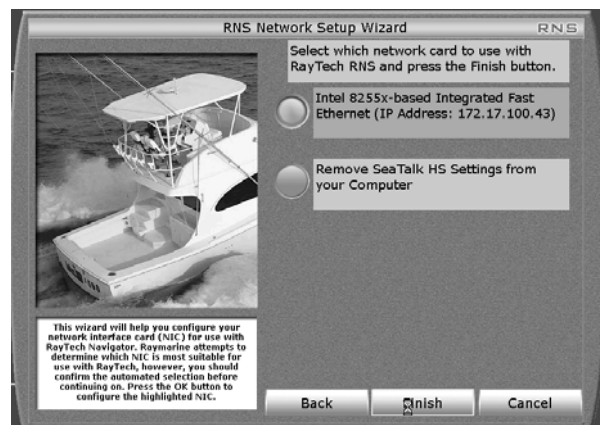 RNS Network Setup Wizard
RNS
Select which network card to use with
RayTech RNS and press the Finish button.
Intel 8255x-based Integrated Fast
Ethernet (IP Address: 172.17.100.43)
Remove SeaTalk HS Settings from
your Computer
This wizard will help you configure your
network interface card (NIC) for use with
RayTech Navigator. Raymarine attempts to
determine which NIC is most suitable for
use with RayTech, however, you should
confirm the automated selection before
continuing on. Press the OK button to
configure the highlighted NIC.
Back
Finish
Cancel